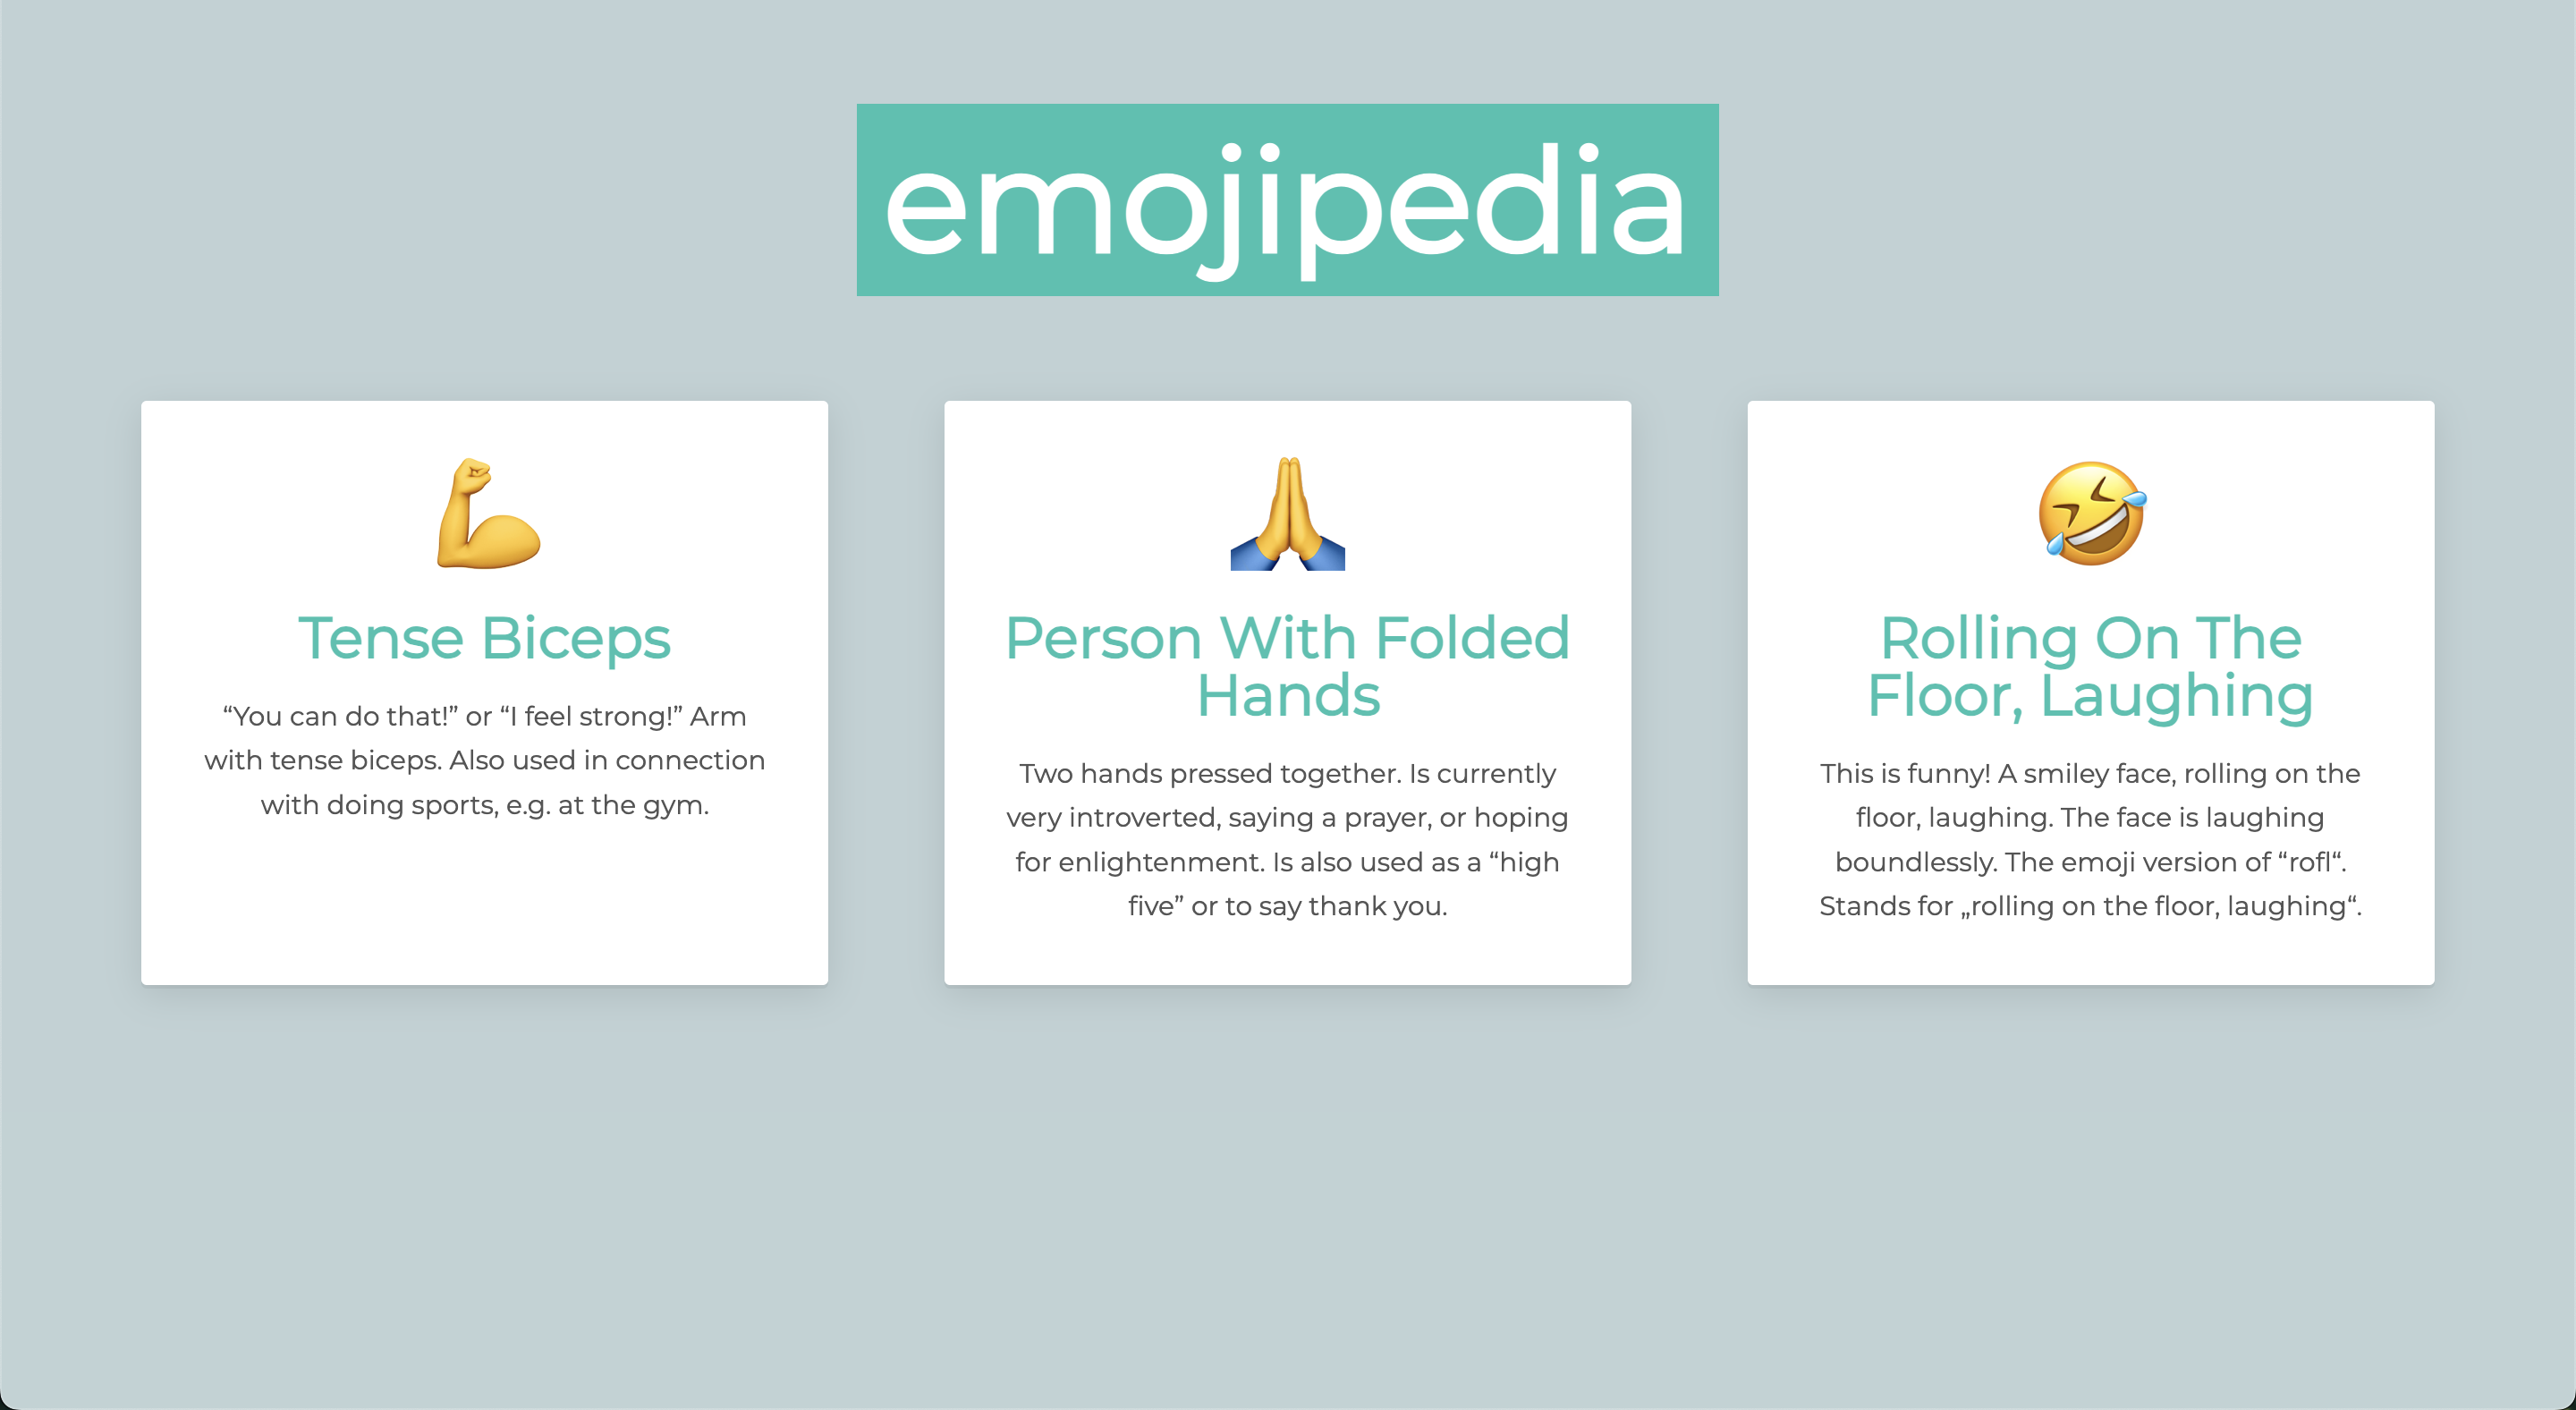 emojipedia
Tense Biceps
“You can do that!” or “I feel strong!” Arm
with tense biceps. Also used in connection
with doing sports, e.g. at the gym.
Person With Folded
Hands
Two hands pressed together. Is currently
very introverted, saying a prayer, or hoping
for enlightenment. Is also used as a “high
five” or to say thank you.
Rolling On The
Floor, Laughing
This is funny! A smiley face, rolling on the
floor, laughing. The face is laughing
boundlessly. The emoji version of “rofl“.
Stands for „rolling on the floor, laughing“.